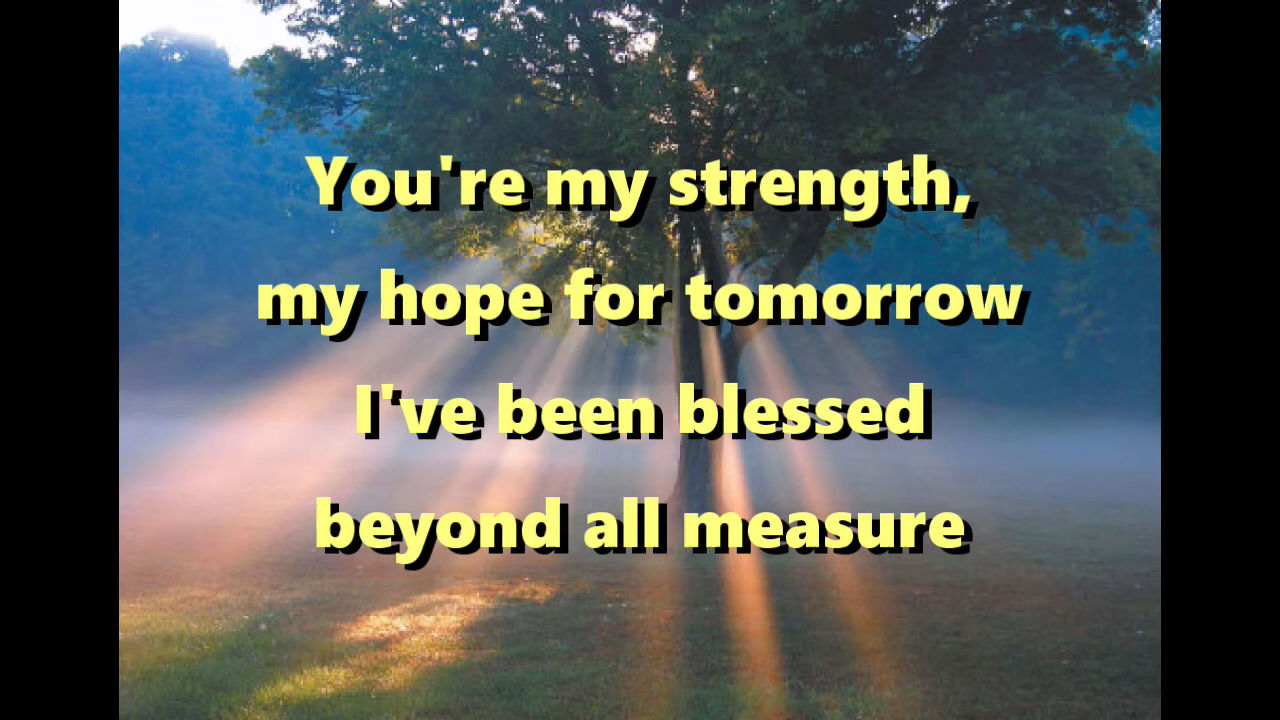 You're my strength,
my hope for tomorrow
I've been blessed
beyond all measure